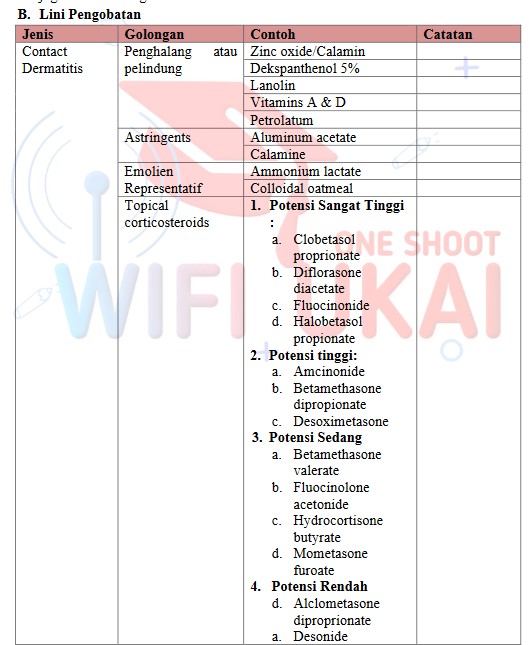 B. Lini Pengobatan
Jenis Golongan Contoh Catatan
Contact Penghalang atau Zinc oxide/Calamin
Dermatitis pelindung Dekspanthenol 5%
Lanolin
Vitamins A & D
Petrolatum
Astringents Aluminum acetate
Calamine
Emolien Ammonium lactate
Representatif Colloidal oatmeal
Topical 1. Potensi Sangat Tinggi
corticosteroids :
a. Clobetasol
proprionate
b. Diflorasone
diacetate
c. Fluocinonide
d. Halobetasol
propionate
2. Potensi tinggi:
a. Amcinonide
b. Betamethasone
dipropionate
c. Desoximetasone
3. Potensi Sedang
a. Betamethasone
valerate
b. Fluocinolone
acetonide
c. Hydrocortisone
butyrate
d. Mometasone
furoate
4. Potensi Rendah
d. Alclometasone
diproprionate
a. Desonide
ONE SHOOT
WIFI UKAI